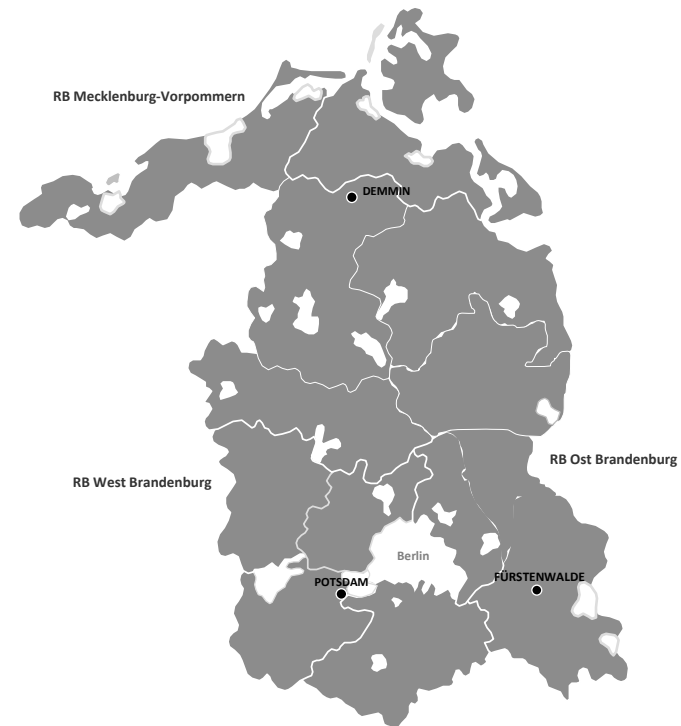 RB Mecklenburg-Vorpommern
DEMMIN
RB Ost Brandenburg
RB West Brandenburg
Berlin
POTSDAM
FÜRSTENWALDE